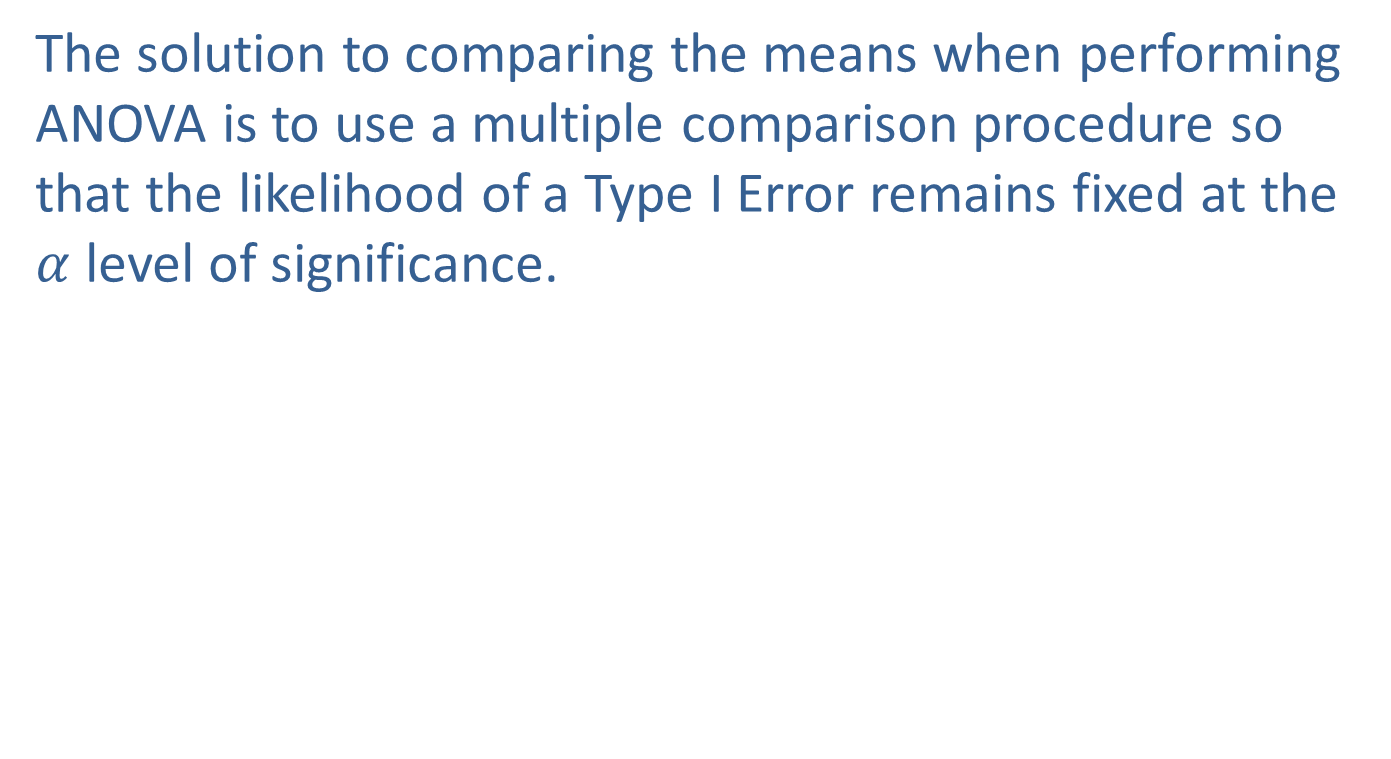 The solution to comparing the means when performing
ANOVA is to use a multiple comparison procedure so
that the likelihood of a Type I Error remains fixed at the
𝛼 level of significance.